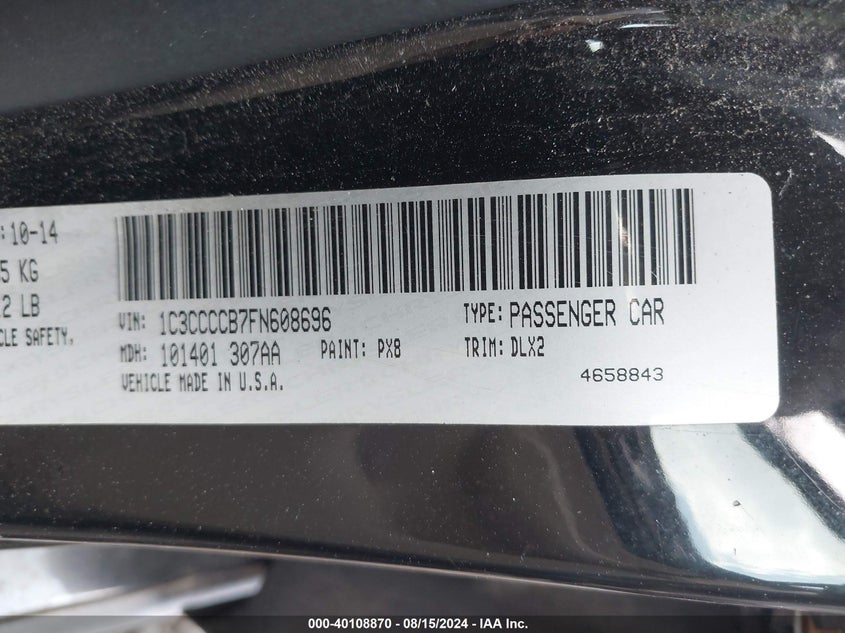 :10-14
5 KG
2 LB
CLE SAFETY,
VIN: 1C3CCCCB7FN608696
TYPE: PASSENGER CAR
MDH: 101401 307AA
PAINT: PX8
TRIM: DLX2
VEHICLE MADE IN U.S.A.
4658843
000-40108870 - 08/15/2024 - IAA Inc.